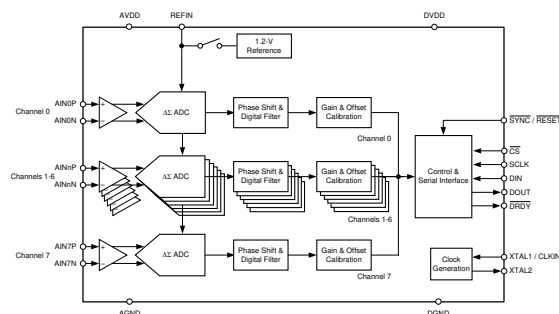 AVDD
REFIN
DVDD
1.2-V
Reference
AIN0P
Channel 0
AIN0N
+
−
ΔΣ ADC
Phase Shift &
Digital Filter
Gain & Offset
Calibration
Channel 0
SYNC / RESET
CS
SCLK
DIN
DOUT
DRDY
Control &
Serial Interface
AINnP
Channels 1-6
AINnN
+
−
ΔΣ ADC
Phase Shift &
Digital Filter
Gain & Offset
Calibration
Channels 1-6
AIN7P
Channel 7
AIN7N
+
−
ΔΣ ADC
Phase Shift &
Digital Filter
Gain & Offset
Calibration
Channel 7
Clock
Generation
XTAL1 / CLKIN
XTAL2
AGND
DGND